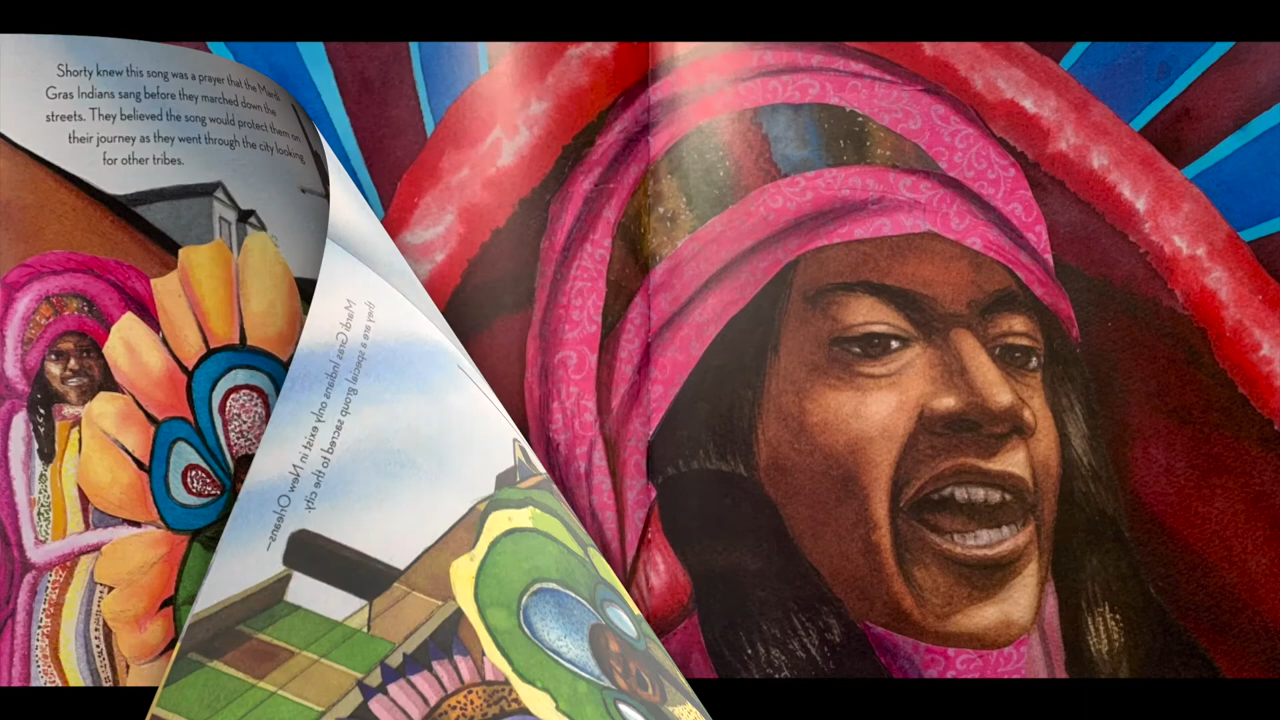 Shorty knew this song was a prayer that the Mardi
Gras Indians sang before they marched down the
streets. They believed the song would protect them on
their journey as they went through the city looking
for other tribes.
Mardi Gras Indians only exist in New Orleans—
they are a special group sacred to the city.